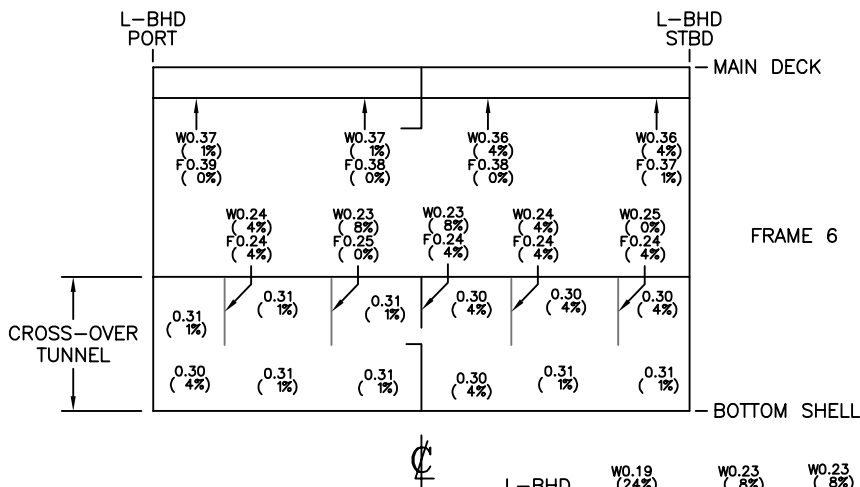 L-BHD PORT
L-BHD STBD
MAIN DECK
W0.37 ( 1%) F0.39 ( 0%)
W0.37 ( 1%) F0.38 ( 0%)
W0.36 ( 4%) F0.38 ( 0%)
W0.36 ( 4%) F0.37 ( 1%)
W0.24 ( 4%) F0.24 ( 4%)
W0.23 ( 8%) F0.25 ( 0%)
W0.23 ( 8%) F0.24 ( 4%)
W0.24 ( 4%) F0.24 ( 4%)
W0.25 ( 0%) F0.24 ( 4%)
FRAME 6
CROSS-OVER TUNNEL
0.31 ( 1%)
0.31 ( 1%)
0.31 ( 1%)
0.30 ( 4%)
0.30 ( 4%)
0.30 ( 4%)
0.30 ( 4%)
0.31 ( 1%)
0.31 ( 1%)
0.30 ( 4%)
0.31 ( 1%)
0.31 ( 1%)
BOTTOM SHELL
℄
L-BHD
W0.19 (24%)
W0.23 ( 8%)
W0.23 ( 8%)